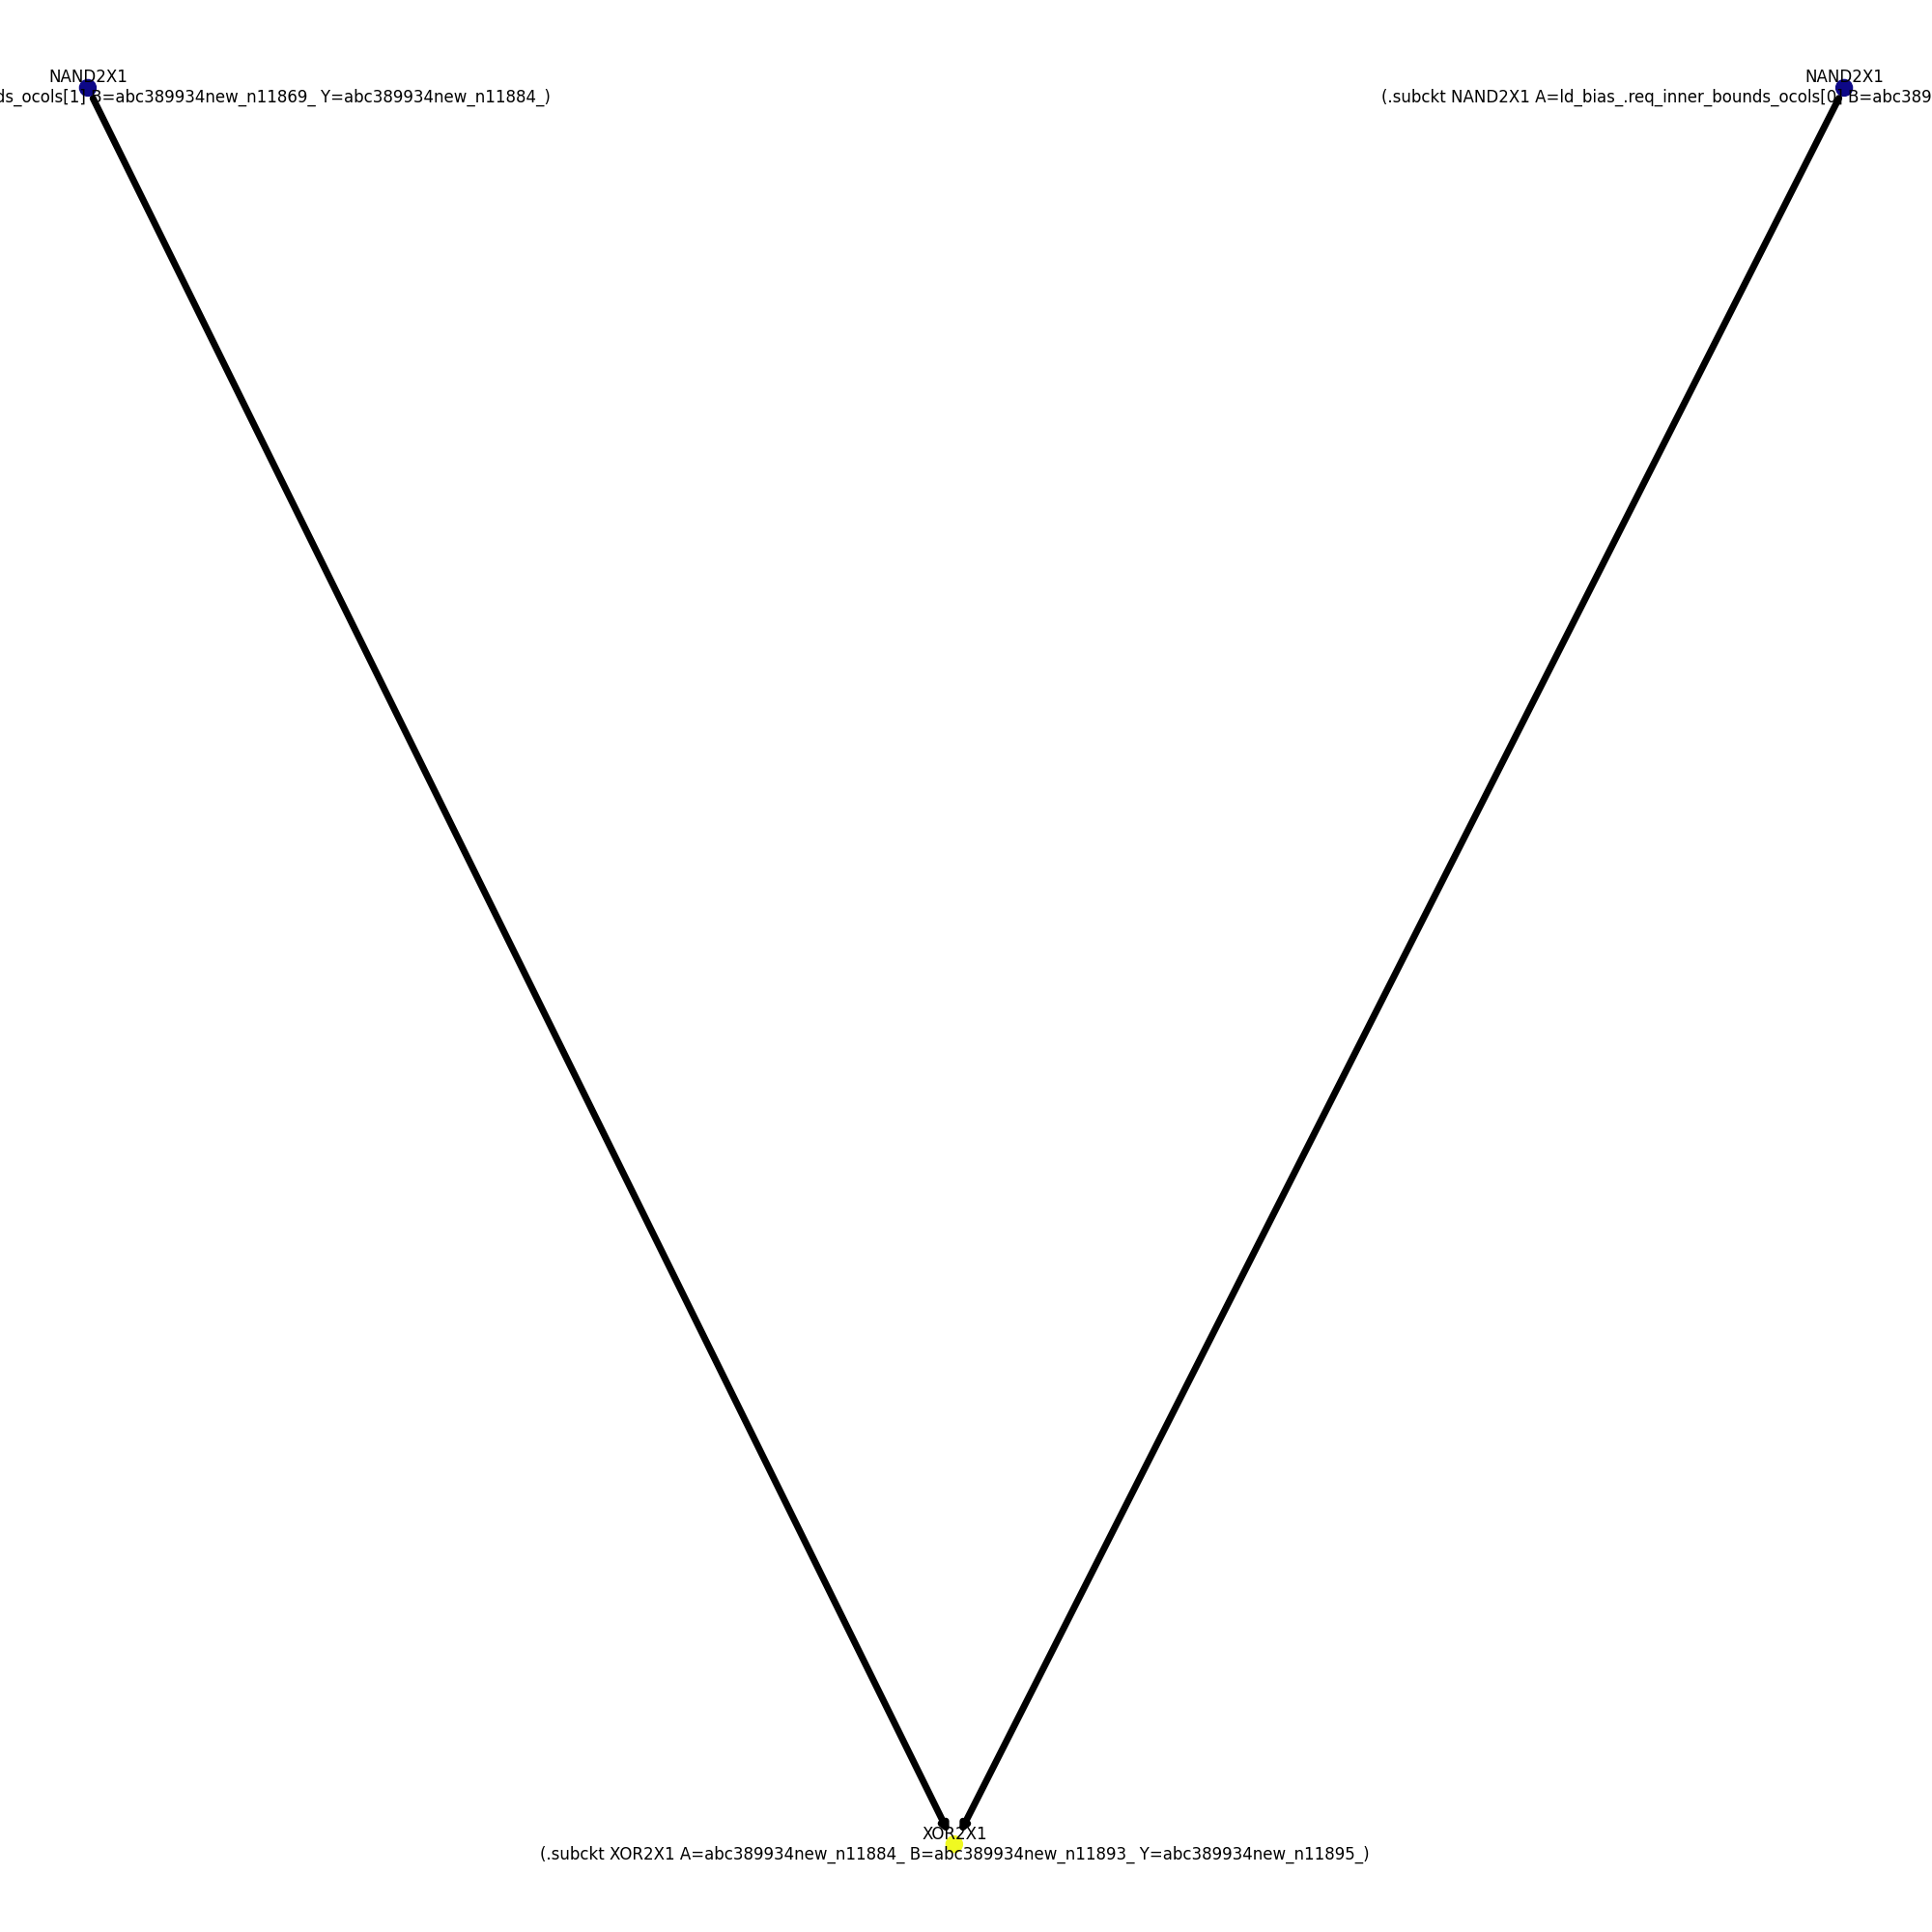 NAND2X1
ds_ocols[1] B=abc389934new_n11869_ Y=abc389934new_n11884_)
NAND2X1
(.subckt NAND2X1 A=ld_bias_.req_inner_bounds_ocols[0] B=abc389
XOR2X1
(.subckt XOR2X1 A=abc389934new_n11884_ B=abc389934new_n11893_ Y=abc389934new_n11895_)